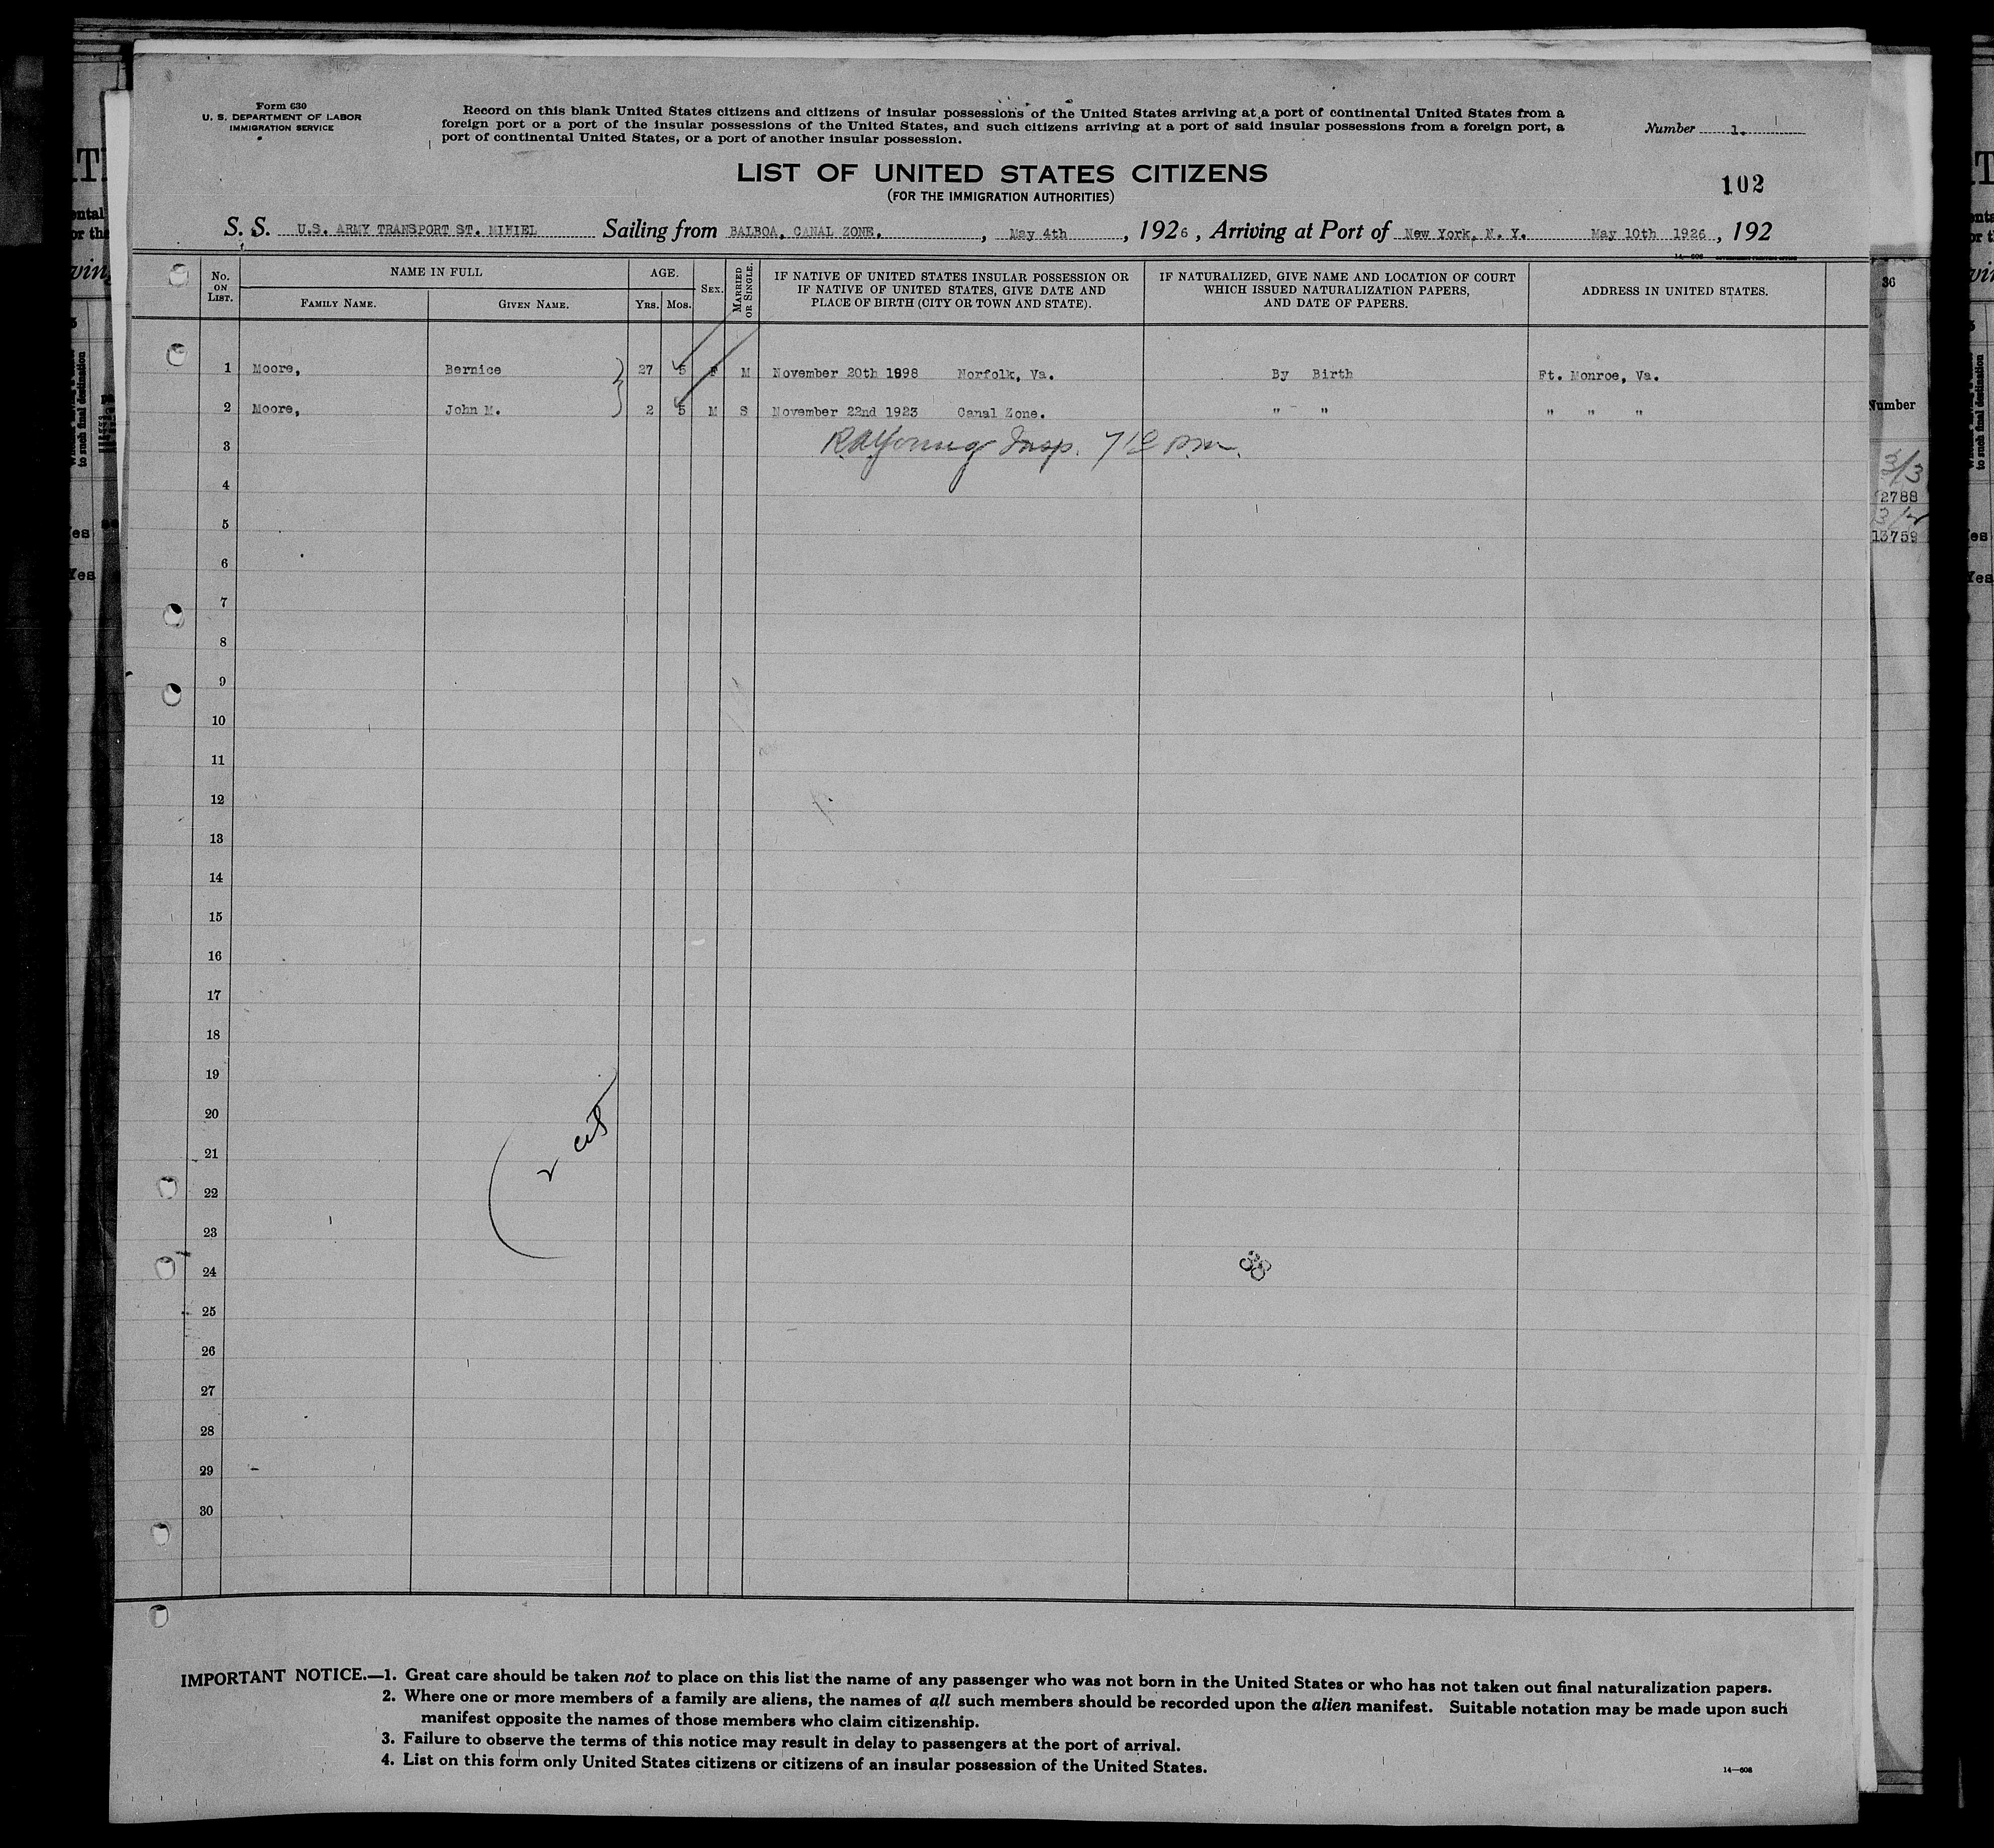 Form 630
U. S. DEPARTMENT OF LABOR
IMMIGRATION SERVICE
Record on this blank United States citizens and citizens of insular possessions of the United States arriving at a port of continental United States from a
foreign port or a port of the insular possessions of the United States, and such citizens arriving at a port of said insular possessions from a foreign port, a
port of continental United States, or a port of another insular possession.
Number 1.
LIST OF UNITED STATES CITIZENS
(FOR THE IMMIGRATION AUTHORITIES)
102
S. S. U.S. ARMY TRANSPORT ST. MIHIEL Sailing from BALBOA, CANAL ZONE. , May 4th , 1926 , Arriving at Port of New York, N. Y. May 10th 1926 , 192
No. ON LIST. NAME IN FULL AGE. SEX. MARRIED OR SINGLE. IF NATIVE OF UNITED STATES INSULAR POSSESSION OR IF NATIVE OF UNITED STATES, GIVE DATE AND PLACE OF BIRTH (CITY OR TOWN AND STATE). IF NATURALIZED, GIVE NAME AND LOCATION OF COURT WHICH ISSUED NATURALIZATION PAPERS, AND DATE OF PAPERS. ADDRESS IN UNITED STATES.
FAMILY NAME. GIVEN NAME. Yrs. Mos.
1 Moore, Bernice 27 5 F M November 20th 1898 Norfolk, Va. By Birth Ft. Monroe, Va.
2 Moore, John M. 2 5 M S November 22nd 1923 Canal Zone. " " " " "
3 Young Insp. 7 10 p.m.
4
5
6
7
8
9
10
11
12
13
14
15
16
17
18
19
20
21
22
23
24
25
26
27
28
29
30
2 cit
IMPORTANT NOTICE.—1. Great care should be taken not to place on this list the name of any passenger who was not born in the United States or who has not taken out final naturalization papers.
2. Where one or more members of a family are aliens, the names of all such members should be recorded upon the alien manifest. Suitable notation may be made upon such
manifest opposite the names of those members who claim citizenship.
3. Failure to observe the terms of this notice may result in delay to passengers at the port of arrival.
4. List on this form only United States citizens or citizens of an insular possession of the United States.
14—608
36
Number
3/3
2788
13759